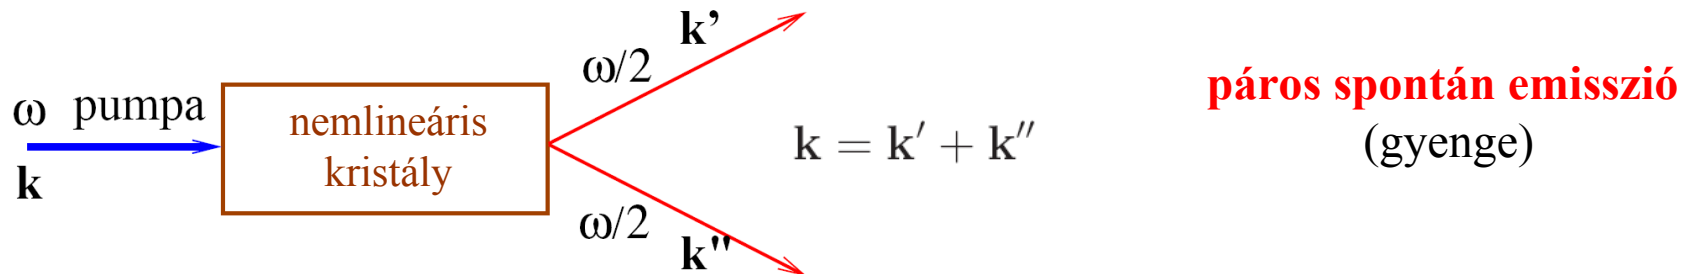 ω pumpa
k
nemlineáris
kristály
ω/2
k’
ω/2
k"
k = k′ + k″
páros spontán emisszió
(gyenge)